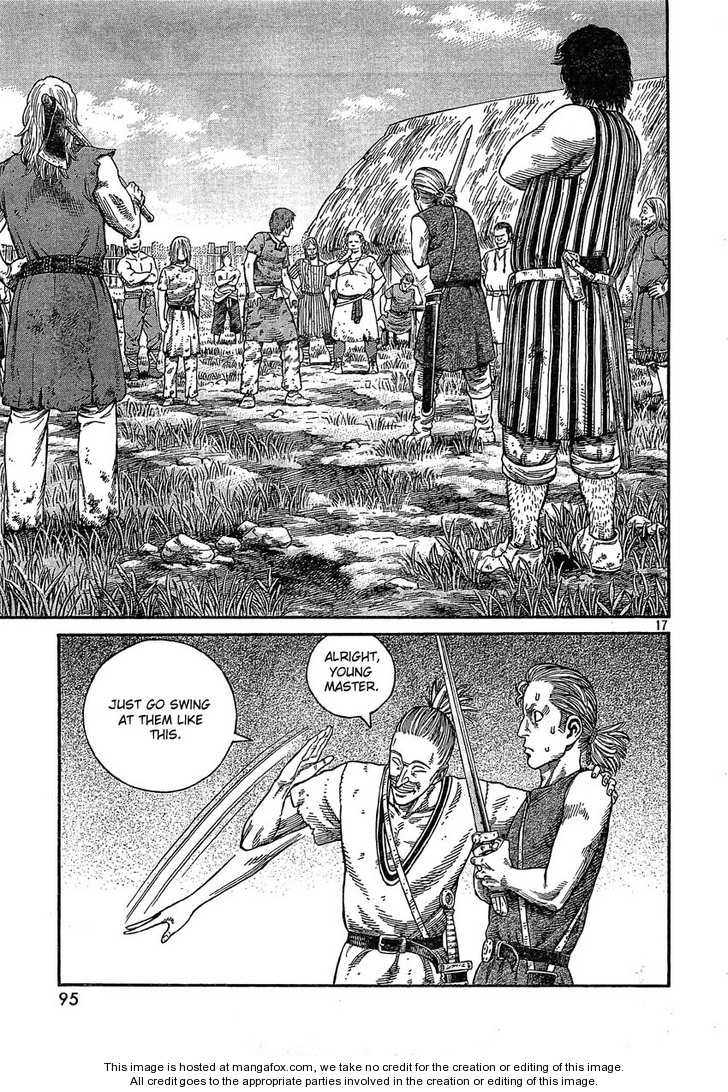 17
ALRIGHT,
YOUNG
MASTER.
JUST GO SWING
AT THEM LIKE
THIS.
95
This image is hosted at mangafox.com, we take no credit for the creation or editing of this image.
All credit goes to the appropriate parties involved in the creation or editing of this image.